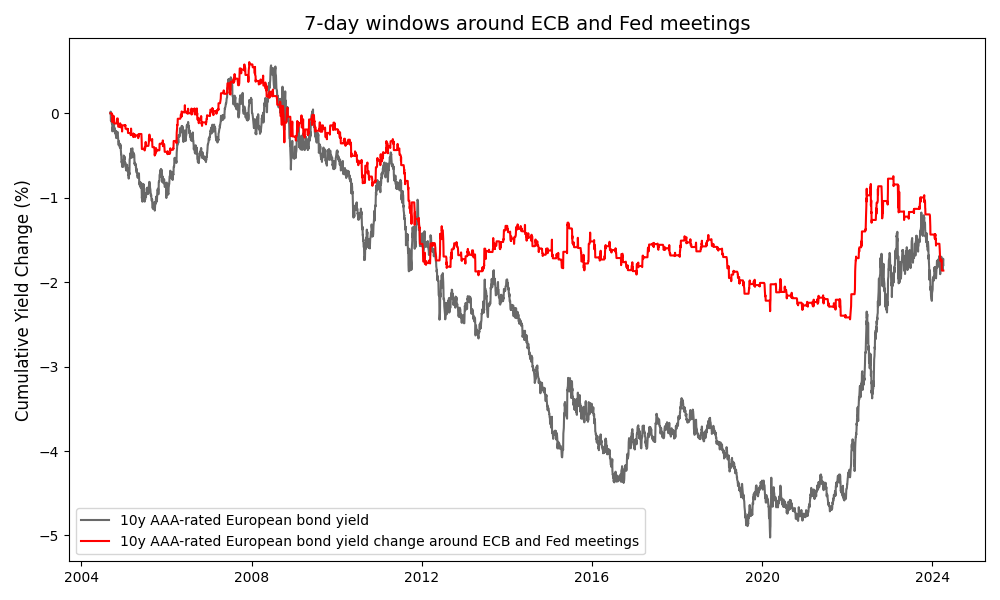 7-day windows around ECB and Fed meetings
Cumulative Yield Change (%)
0
−1
−2
−3
−4
−5
10y AAA-rated European bond yield
10y AAA-rated European bond yield change around ECB and Fed meetings
2004 2008 2012 2016 2020 2024